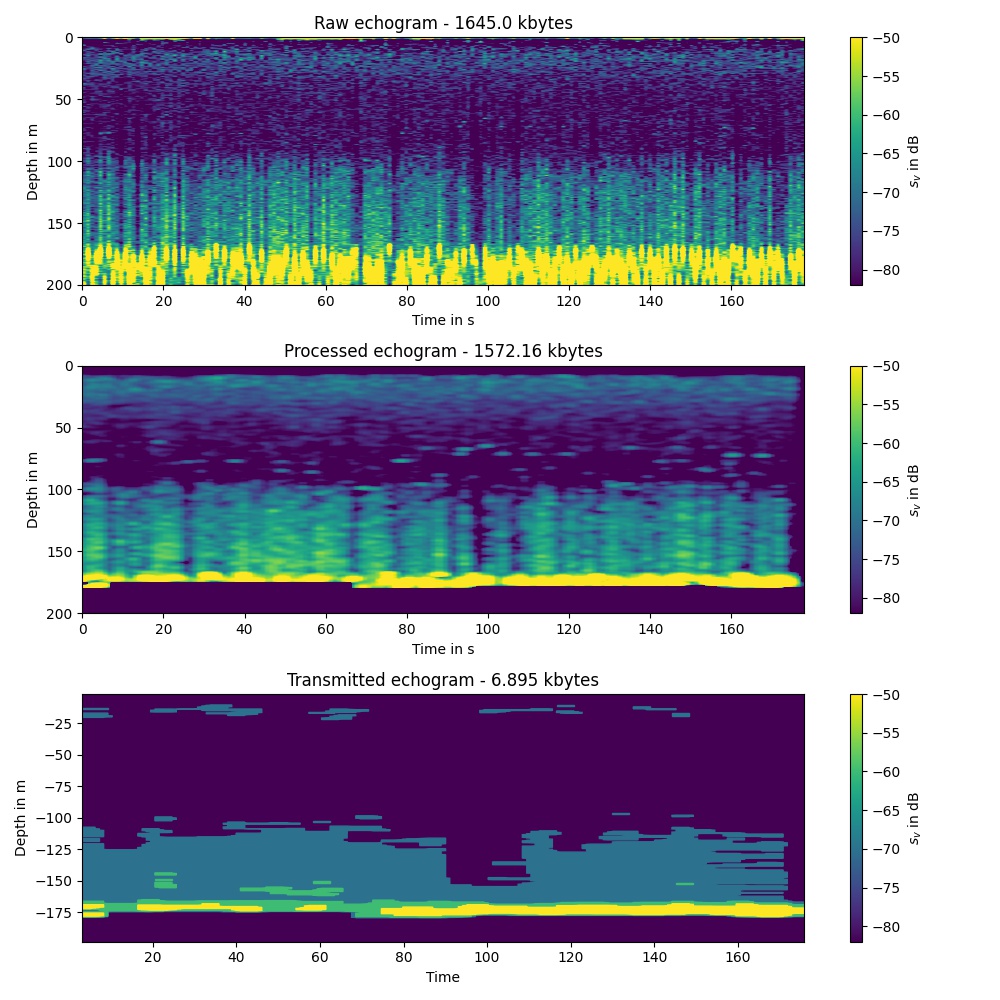 Raw echogram - 1645.0 kbytes
0
50
100
150
200
Depth in m
0 20 40 60 80 100 120 140 160
Time in s
−50
−55
−60
−65
−70
−75
−80
sv in dB
Processed echogram - 1572.16 kbytes
0
50
100
150
200
Depth in m
0 20 40 60 80 100 120 140 160
Time in s
−50
−55
−60
−65
−70
−75
−80
sv in dB
Transmitted echogram - 6.895 kbytes
−25
−50
−75
−100
−125
−150
−175
Depth in m
20 40 60 80 100 120 140 160
Time
−50
−55
−60
−65
−70
−75
−80
sv in dB